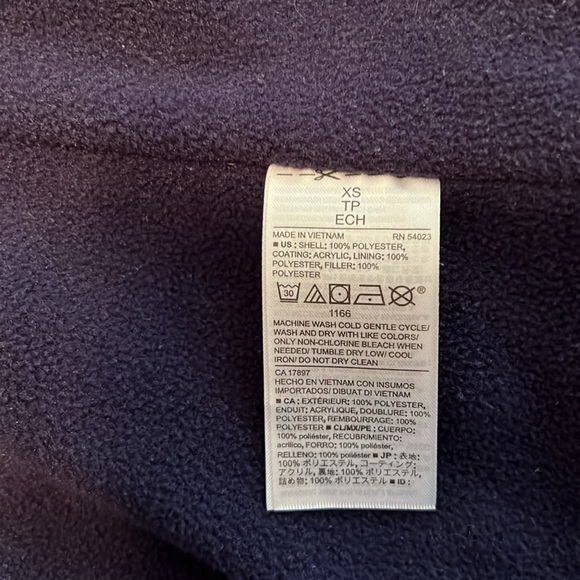 XS
TP
ECH
MADE IN VIETNAM RN 54023
■ US : SHELL: 100% POLYESTER,
COATING: ACRYLIC, LINING: 100%
POLYESTER, FILLER: 100%
POLYESTER
30 ®
1166
MACHINE WASH COLD GENTLE CYCLE/
WASH AND DRY WITH LIKE COLORS/
ONLY NON-CHLORINE BLEACH WHEN
NEEDED/ TUMBLE DRY LOW/ COOL
IRON/ DO NOT DRY CLEAN
CA 17897
HECHO EN VIETNAM CON INSUMOS
IMPORTADOS/ DIBUAT DI VIETNAM
■ CA : EXTÉRIEUR: 100% POLYESTER,
ENDUIT: ACRYLIQUE, DOUBLURE: 100%
POLYESTER, REMBOURRAGE: 100%
POLYESTER ■ CL/MX/PE : CUERPO:
100% poliéster, RECUBRIMIENTO:
acrílico, FORRO: 100% poliéster,
RELLENO: 100% poliéster ■ JP : 表地:
100% ポリエステル, コーティング:
アクリル, 裏地: 100% ポリエステル,
詰め物: 100% ポリエステル ■ ID :